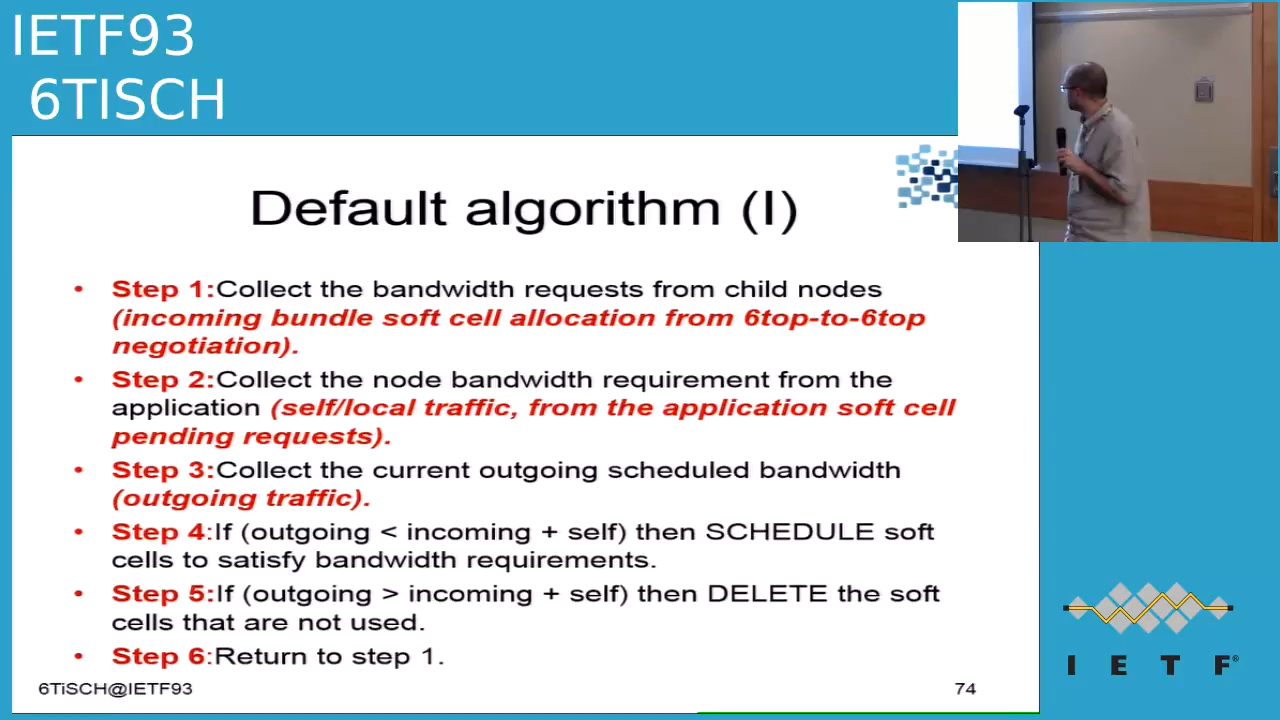 IETF93
6TISCH
Default algorithm (I)
• Step 1:Collect the bandwidth requests from child nodes
(incoming bundle soft cell allocation from 6top-to-6top
negotiation).
• Step 2:Collect the node bandwidth requirement from the
application (self/local traffic, from the application soft cell
pending requests).
• Step 3:Collect the current outgoing scheduled bandwidth
(outgoing traffic).
• Step 4:If (outgoing < incoming + self) then SCHEDULE soft
cells to satisfy bandwidth requirements.
• Step 5:If (outgoing > incoming + self) then DELETE the soft
cells that are not used.
• Step 6:Return to step 1.
6TiSCH@IETF93
74
I E T F®